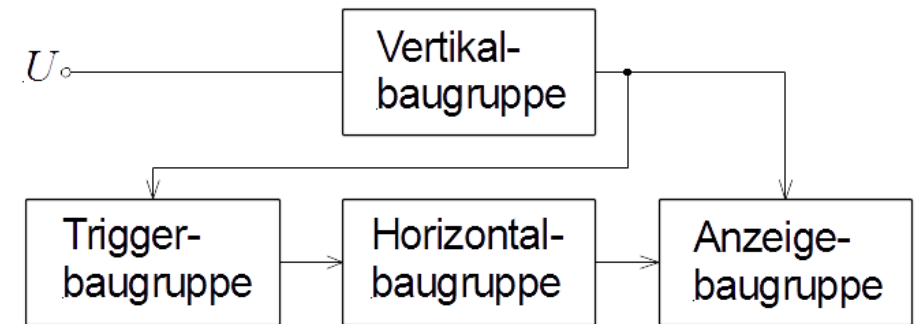 U
Vertikal-
baugruppe
Trigger-
baugruppe
Horizontal-
baugruppe
Anzeige-
baugruppe